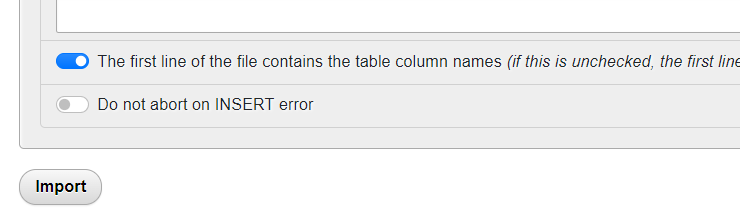 The first line of the file contains the table column names (if this is unchecked, the first line
Do not abort on INSERT error
Import